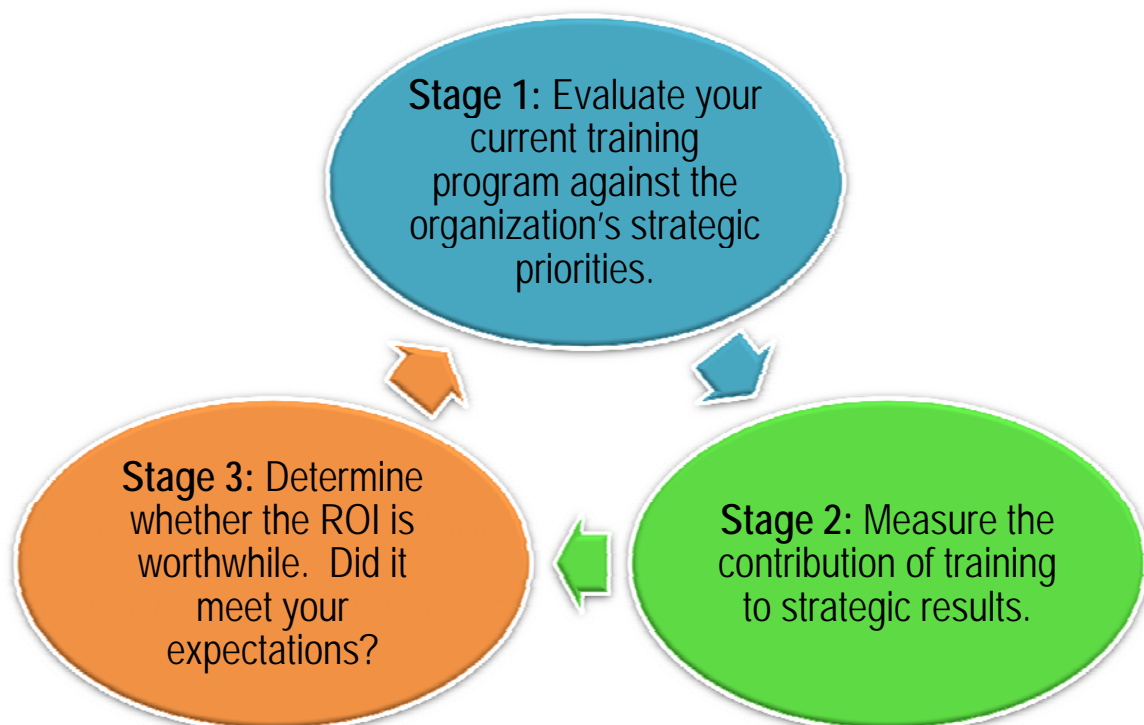 Stage 1: Evaluate your
current training
program against the
organization's strategic
priorities.
Stage 2: Measure the
contribution of training
to strategic results.
Stage 3: Determine
whether the ROI is
worthwhile.  Did it
meet your
expectations?